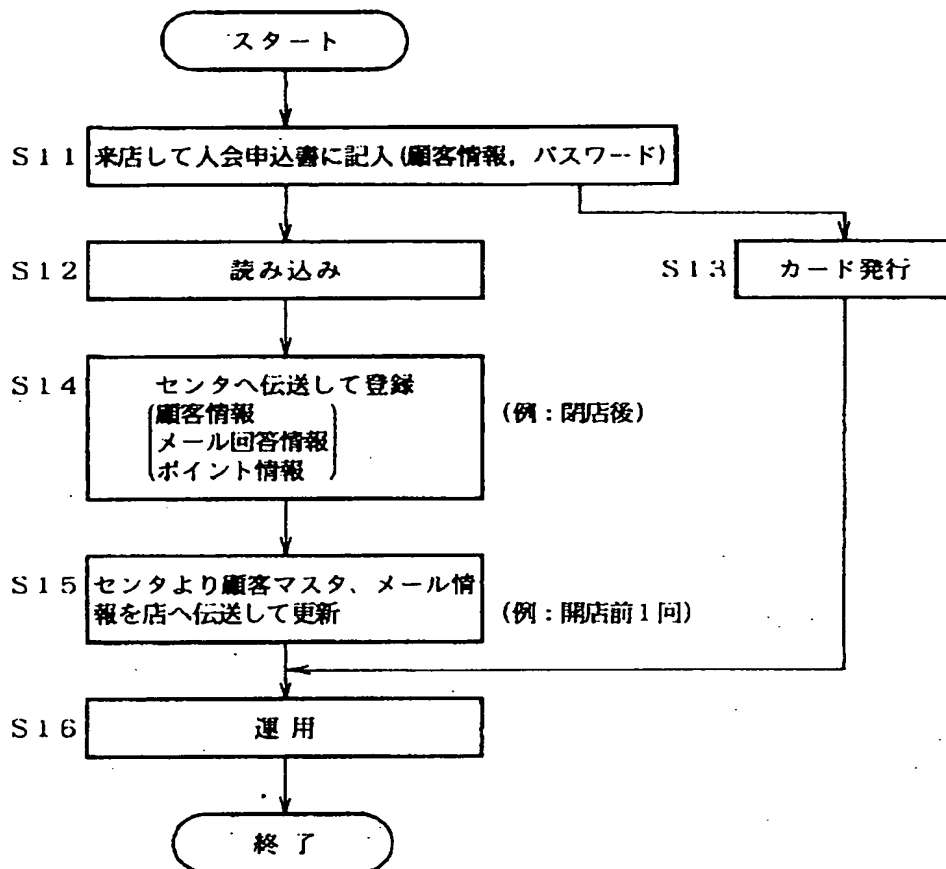 スタート
S11 来店して入会申込書に記入(顧客情報，パスワード)
S12 読み込み
S13 カード発行
S14 センタへ伝送して登録
顧客情報
メール回答情報
ポイント情報
(例：閉店後)
S15 センタより顧客マスタ、メール情
報を店へ伝送して更新
(例：開店前1回)
S16 運用
終了